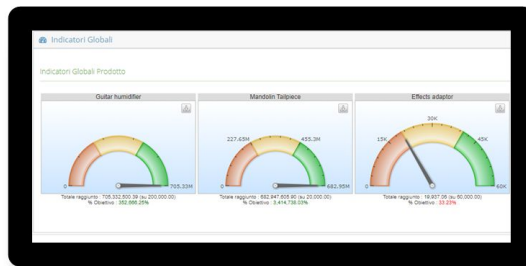 Indicatori Globali
Indicatori Globali Prodotto
Guitar humidifier
0
705.33M
Totale raggiunto : 705,332,500.39 (su 200,000.00)
% Obiettivo : 352,666.25%
Mandolin Tailpiece
0
227.65M
455.3M
682.95M
Totale raggiunto : 682,947,605.80 (su 20,000.00)
% Obiettivo : 3,414,738.03%
Effects adaptor
0
15K
30K
45K
60K
Totale raggiunto : 19,937.09 (su 60,000.00)
% Obiettivo : 33.23%